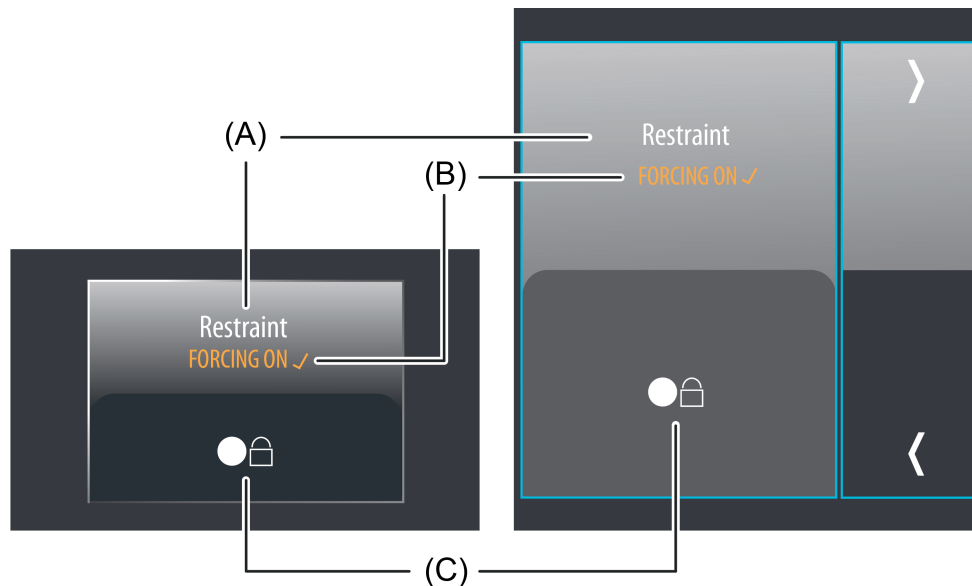 (A)
Restraint
(B)
FORCING ON ✓
Restraint
FORCING ON ✓
(C)